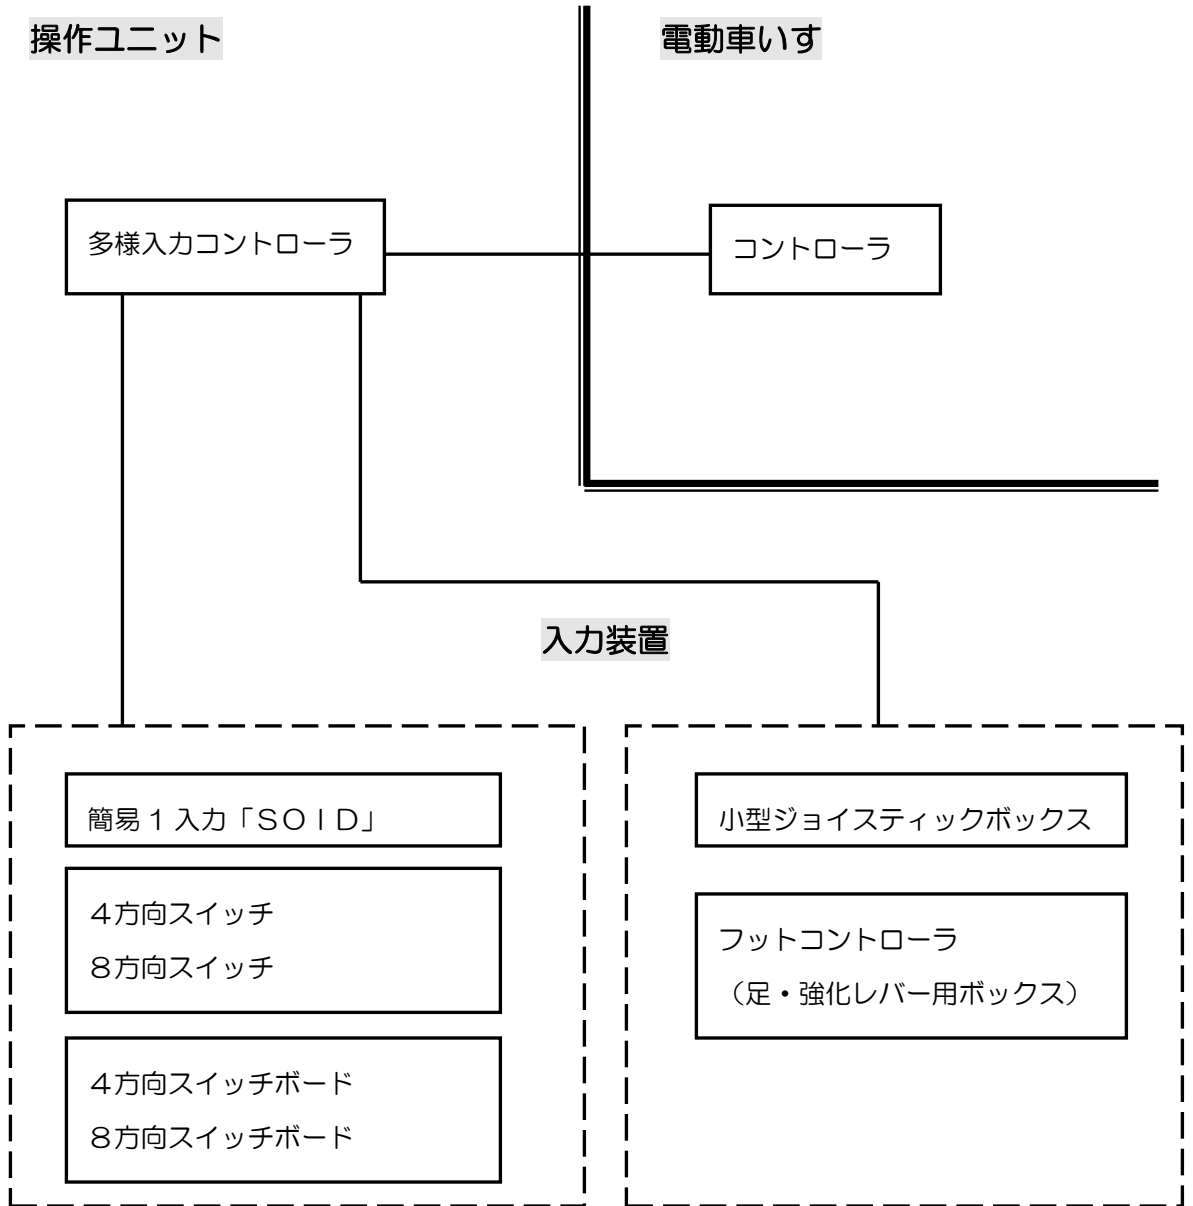 操作ユニット
電動車いす
多様入力コントローラ
コントローラ
入力装置
簡易１入力「ＳＯＩＤ」
４方向スイッチ
８方向スイッチ
４方向スイッチボード
８方向スイッチボード
小型ジョイスティックボックス
フットコントローラ
（足・強化レバー用ボックス）